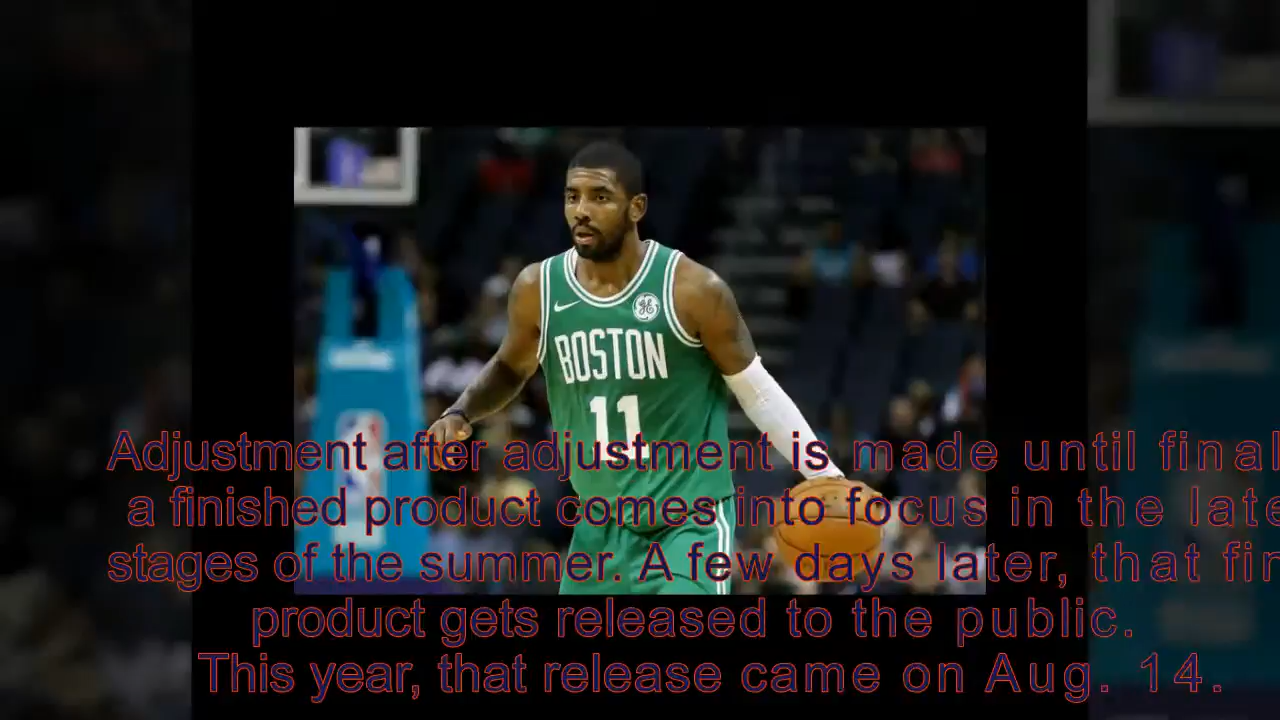 BOSTON
11
Adjustment after adjustment is made until final
a finished product comes into focus in the late
stages of the summer. A few days later, that fin
product gets released to the public.
This year, that release came on Aug. 14.